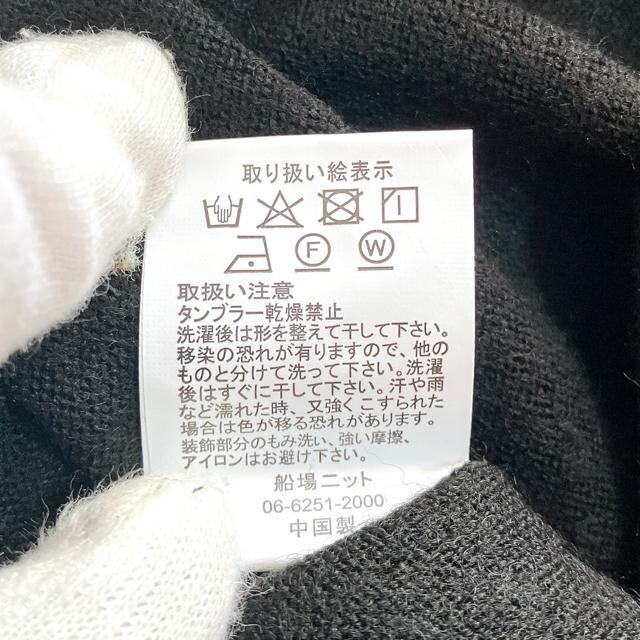 取り扱い絵表示
F W
取扱い注意
タンブラー乾燥禁止
洗濯後は形を整えて干して下さい。
移染の恐れが有りますので、他の
ものと分けて洗って下さい。洗濯
後はすぐに干して下さい。汗や雨
など濡れた時、又強くこすられた
場合は色が移る恐れがあります。
装飾部分のもみ洗い、強い摩擦、
アイロンはお避け下さい。
船場ニット
06-6251-2000
中国製